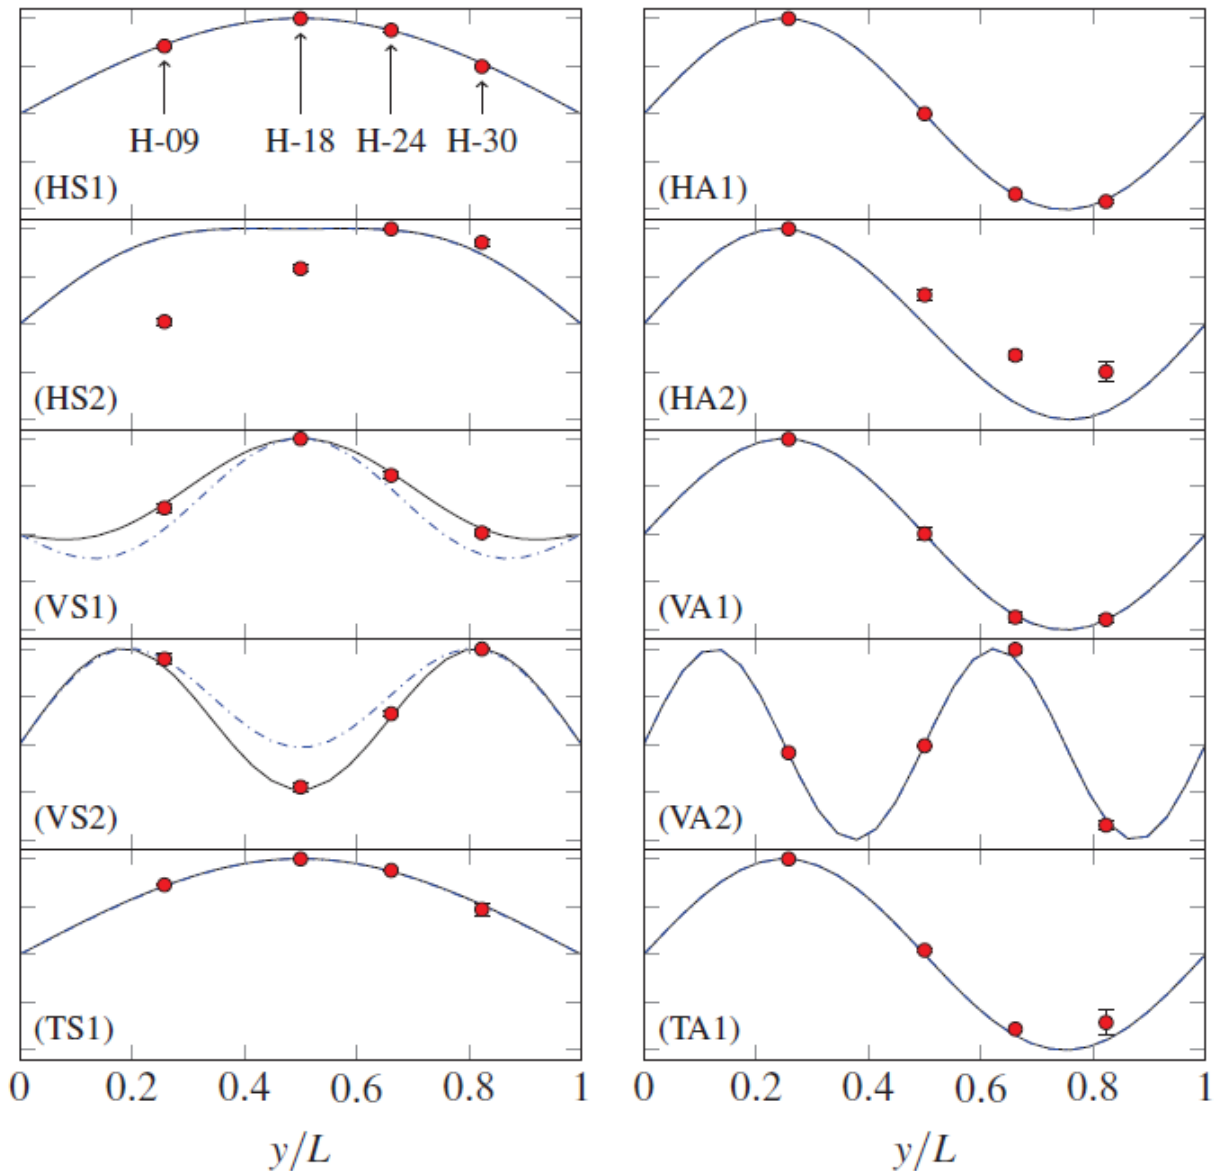 H-09 H-18 H-24 H-30
(HS1) (HA1)
(HS2) (HA2)
(VS1) (VA1)
(VS2) (VA2)
(TS1) (TA1)
0 0.2 0.4 0.6 0.8 1 0 0.2 0.4 0.6 0.8 1
y/L y/L